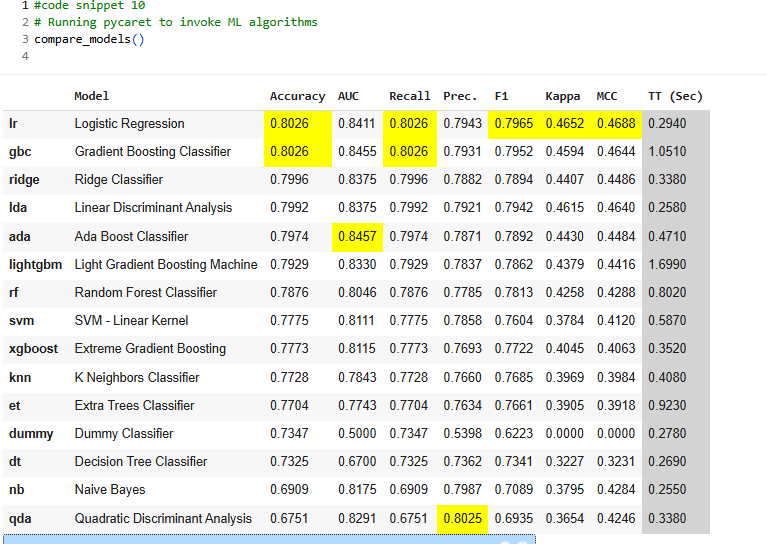 1 #code snippet 10
2 # Running pycaret to invoke ML algorithms
3 compare_models()
4
Model Accuracy AUC Recall Prec. F1 Kappa MCC TT (Sec)
lr Logistic Regression 0.8026 0.8411 0.8026 0.7943 0.7965 0.4652 0.4688 0.2940
gbc Gradient Boosting Classifier 0.8026 0.8455 0.8026 0.7931 0.7952 0.4594 0.4644 1.0510
ridge Ridge Classifier 0.7996 0.8375 0.7996 0.7882 0.7894 0.4407 0.4486 0.3380
lda Linear Discriminant Analysis 0.7992 0.8375 0.7992 0.7921 0.7942 0.4615 0.4640 0.2580
ada Ada Boost Classifier 0.7974 0.8457 0.7974 0.7871 0.7892 0.4430 0.4484 0.4710
lightgbm Light Gradient Boosting Machine 0.7929 0.8330 0.7929 0.7837 0.7862 0.4379 0.4416 1.6990
rf Random Forest Classifier 0.7876 0.8046 0.7876 0.7785 0.7813 0.4258 0.4288 0.8020
svm SVM - Linear Kernel 0.7775 0.8111 0.7775 0.7858 0.7604 0.3784 0.4120 0.5870
xgboost Extreme Gradient Boosting 0.7773 0.8115 0.7773 0.7693 0.7722 0.4045 0.4063 0.3520
knn K Neighbors Classifier 0.7728 0.7843 0.7728 0.7660 0.7685 0.3969 0.3984 0.4080
et Extra Trees Classifier 0.7704 0.7743 0.7704 0.7634 0.7661 0.3905 0.3918 0.9230
dummy Dummy Classifier 0.7347 0.5000 0.7347 0.5398 0.6223 0.0000 0.0000 0.2780
dt Decision Tree Classifier 0.7325 0.6700 0.7325 0.7362 0.7341 0.3227 0.3231 0.2690
nb Naive Bayes 0.6909 0.8175 0.6909 0.7987 0.7089 0.3795 0.4284 0.2550
qda Quadratic Discriminant Analysis 0.6751 0.8291 0.6751 0.8025 0.6935 0.3654 0.4246 0.3380